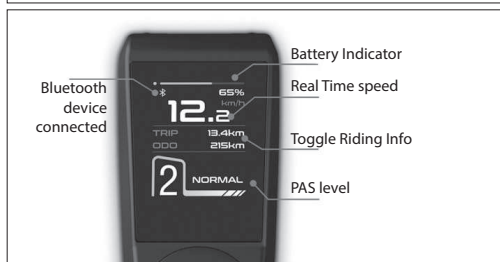 Battery Indicator
Bluetooth
device
connected
65%
km/h
12.2
Real Time speed
TRIP 13.4km
ODO 215km
Toggle Riding Info
2 NORMAL
PAS level